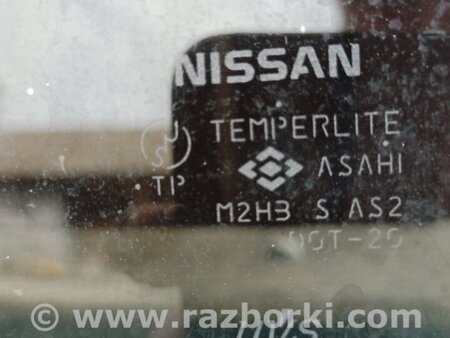 NISSAN
TEMPERLITE
ASAHI
TP
M2H3 S AS2
DOT-20
www.razborki.com